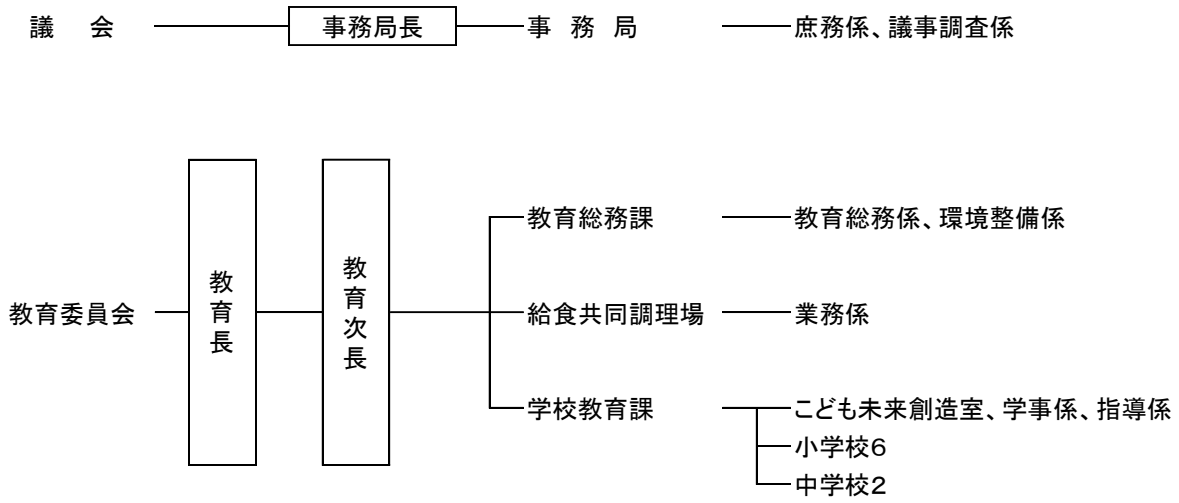 議 会 事務局長 事 務 局 庶務係、議事調査係
教育総務課 教育総務係、環境整備係
教育委員会 教育長 教育次長 給食共同調理場 業務係
学校教育課 こども未来創造室、学事係、指導係
小学校6
中学校2